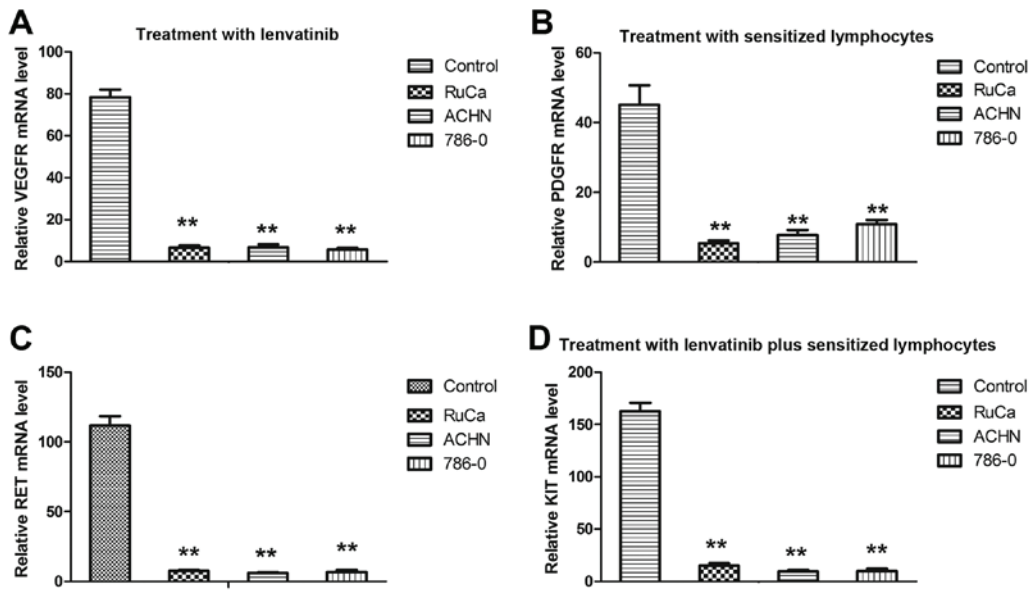 A
Treatment with lenvatinib
Relative VEGFR mRNA level
100
80
60
40
20
0
**
**
**
Control
RuCa
ACHN
786-0
B
Treatment with sensitized lymphocytes
Relative PDGFR mRNA level
60
40
20
0
**
**
**
Control
RuCa
ACHN
786-0
C
Relative RET mRNA level
150
100
50
0
**
**
**
Control
RuCa
ACHN
786-0
D
Treatment with lenvatinib plus sensitized lymphocytes
Relative KIT mRNA level
200
150
100
50
0
**
**
**
Control
RuCa
ACHN
786-0